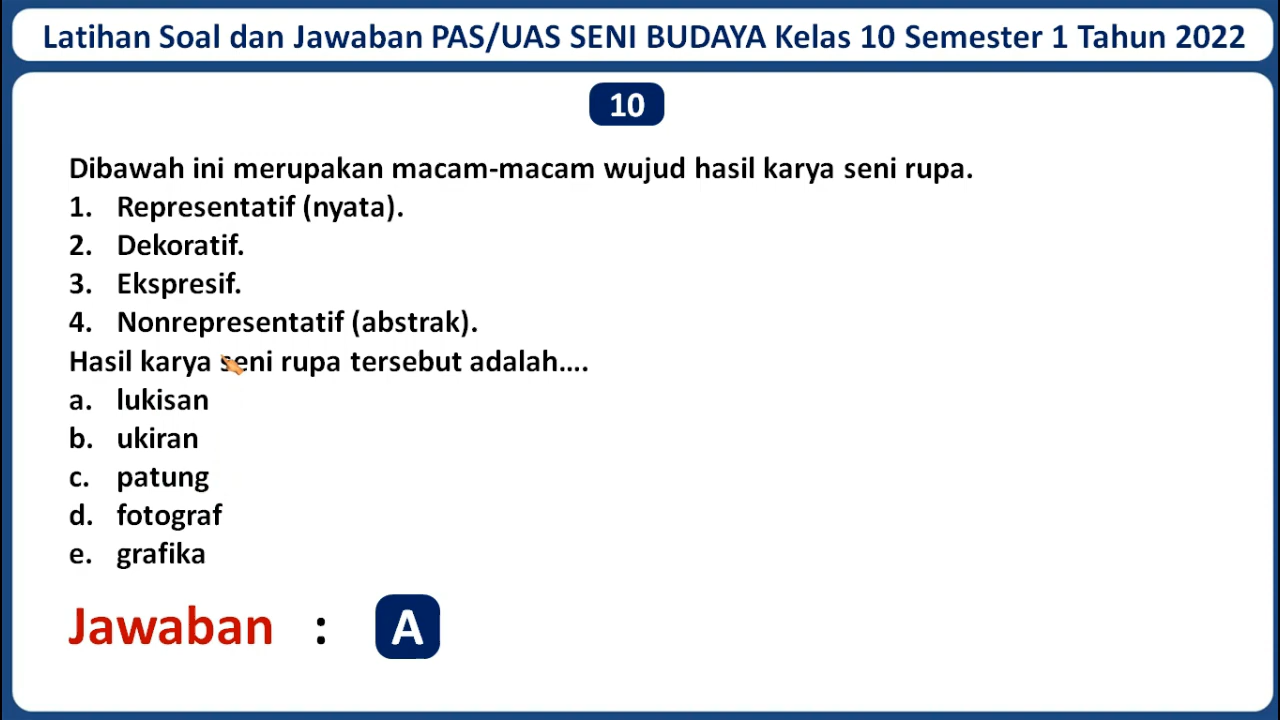 Latihan Soal dan Jawaban PAS/UAS SENI BUDAYA Kelas 10 Semester 1 Tahun 2022
10
Dibawah ini merupakan macam-macam wujud hasil karya seni rupa.
1. Representatif (nyata).
2. Dekoratif.
3. Ekspresif.
4. Nonrepresentatif (abstrak).
Hasil karya seni rupa tersebut adalah....
a. lukisan
b. ukiran
c. patung
d. fotograf
e. grafika
Jawaban : A